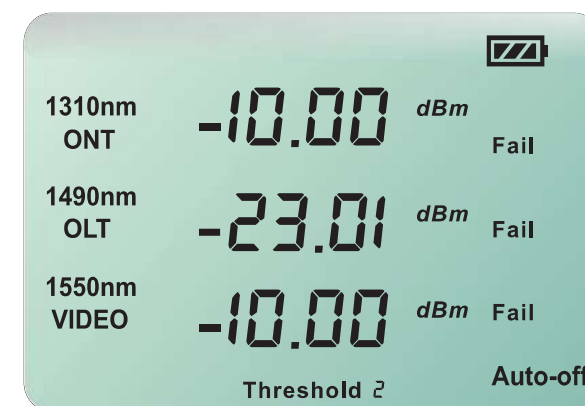 1310nm -10.00 dBm
ONT Fail
1490nm -23.01 dBm
OLT Fail
1550nm -10.00 dBm
VIDEO Fail
Threshold 2 Auto-off